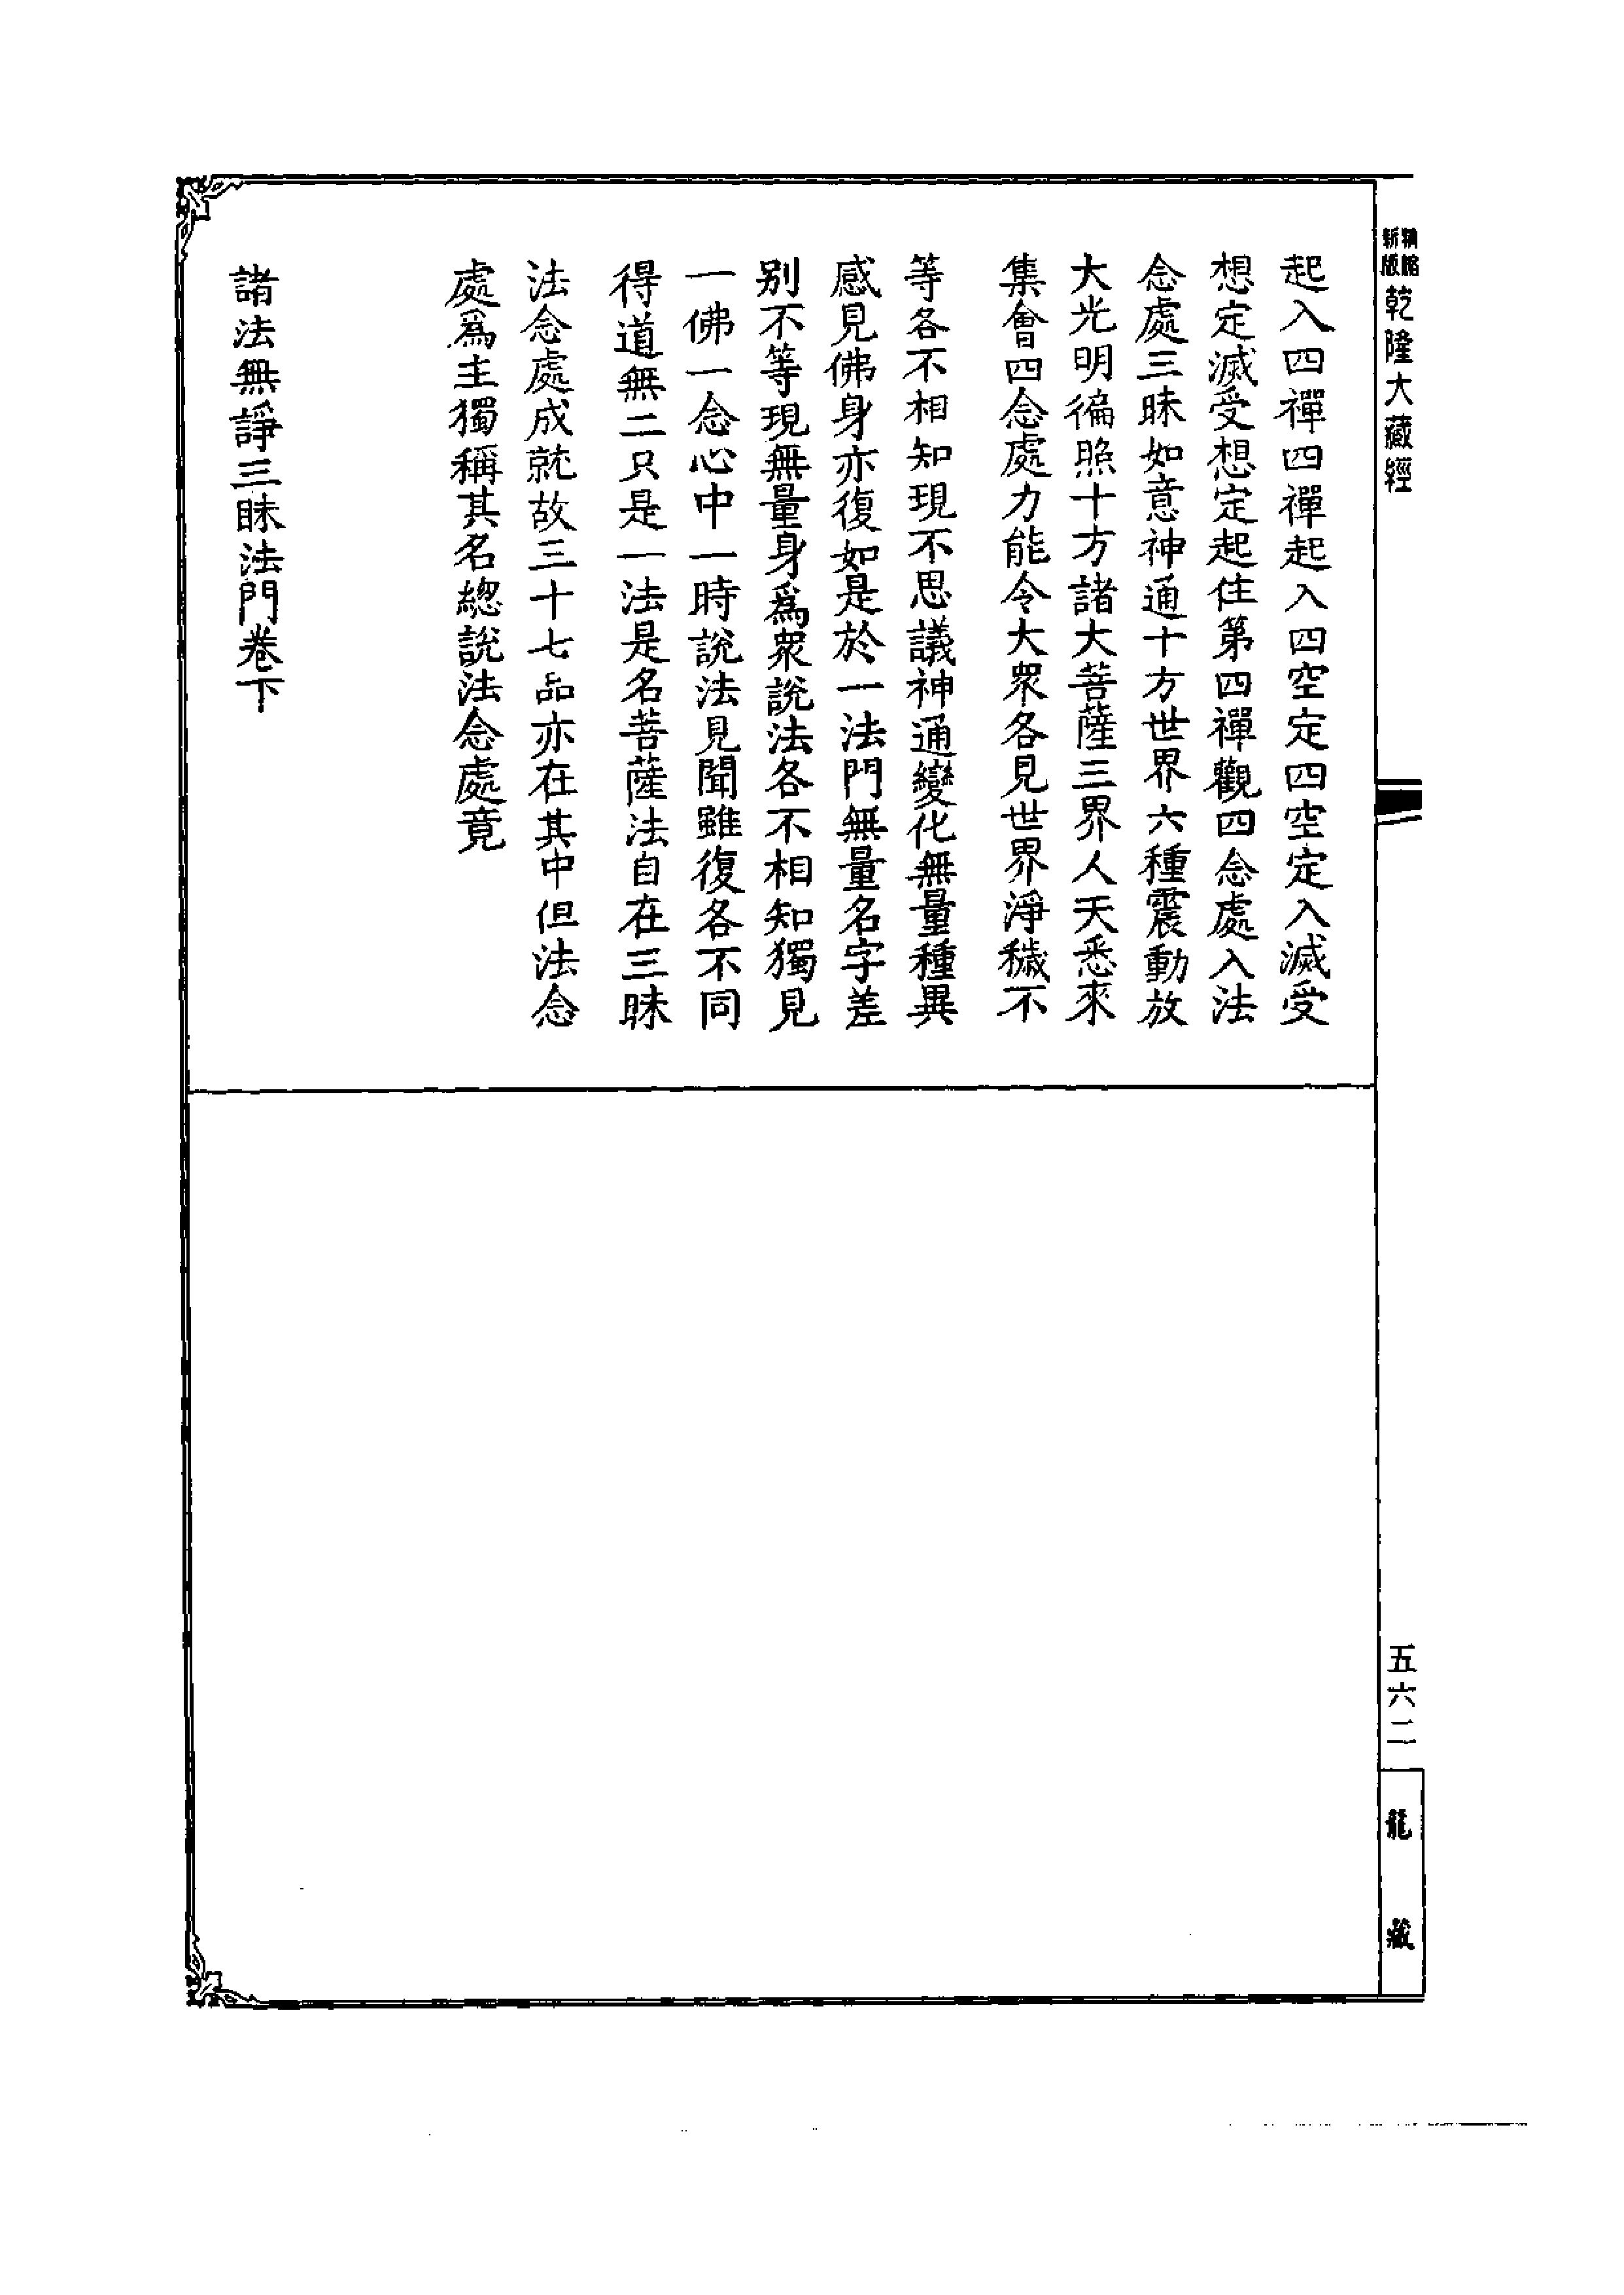 精縮新版乾隆大藏經
起入四禪四禪起入四空定四空定入滅受
想定滅受想定起住第四禪觀四念處入法
念處三昧如意神通十方世界六種震動放
大光明徧照十方諸大菩薩三界人天悉來
集會四念處力能令大眾各見世界淨穢不
等各不相知現不思議神通變化無量種異
感見佛身亦復如是於一法門無量名字差
別不等現無量身爲眾說法各不相知獨見
一佛一念心中一時說法見聞雖復各不同
得道無二只是一法是名菩薩法自在三昧
法念處成就故三十七品亦在其中但法念
處爲主獨稱其名總說法念處竟
諸法無諍三昧法門卷下
五六二
龍藏